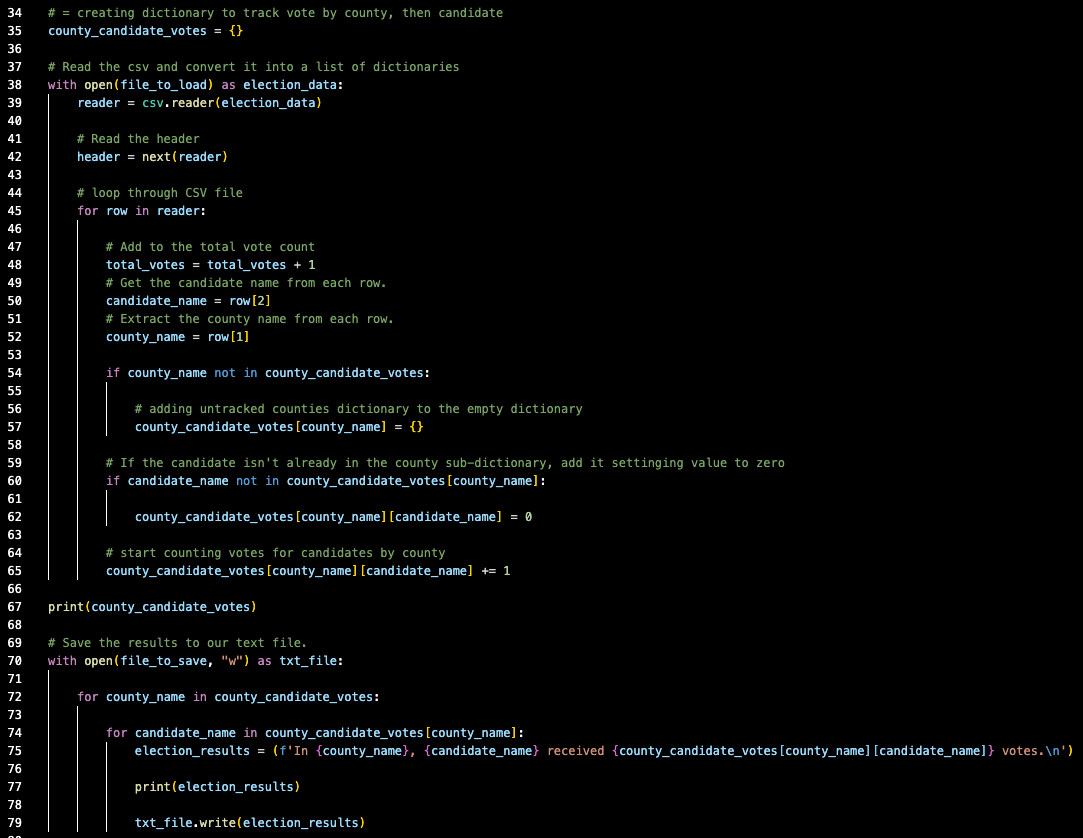 34 # = creating dictionary to track vote by county, then candidate
35 county_candidate_votes = {}
36
37 # Read the csv and convert it into a list of dictionaries
38 with open(file_to_load) as election_data:
39     reader = csv.reader(election_data)
40
41     # Read the header
42     header = next(reader)
43
44     # loop through CSV file
45     for row in reader:
46
47         # Add to the total vote count
48         total_votes = total_votes + 1
49         # Get the candidate name from each row.
50         candidate_name = row[2]
51         # Extract the county name from each row.
52         county_name = row[1]
53
54         if county_name not in county_candidate_votes:
55
56             # adding untracked counties dictionary to the empty dictionary
57             county_candidate_votes[county_name] = {}
58
59         # If the candidate isn't already in the county sub-dictionary, add it settinging value to zero
60         if candidate_name not in county_candidate_votes[county_name]:
61
62             county_candidate_votes[county_name][candidate_name] = 0
63
64         # start counting votes for candidates by county
65         county_candidate_votes[county_name][candidate_name] += 1
66
67 print(county_candidate_votes)
68
69 # Save the results to our text file.
70 with open(file_to_save, "w") as txt_file:
71
72     for county_name in county_candidate_votes:
73
74         for candidate_name in county_candidate_votes[county_name]:
75             election_results = (f'In {county_name}, {candidate_name} received {county_candidate_votes[county_name][candidate_name]} votes.\n')
76
77             print(election_results)
78
79             txt_file.write(election_results)